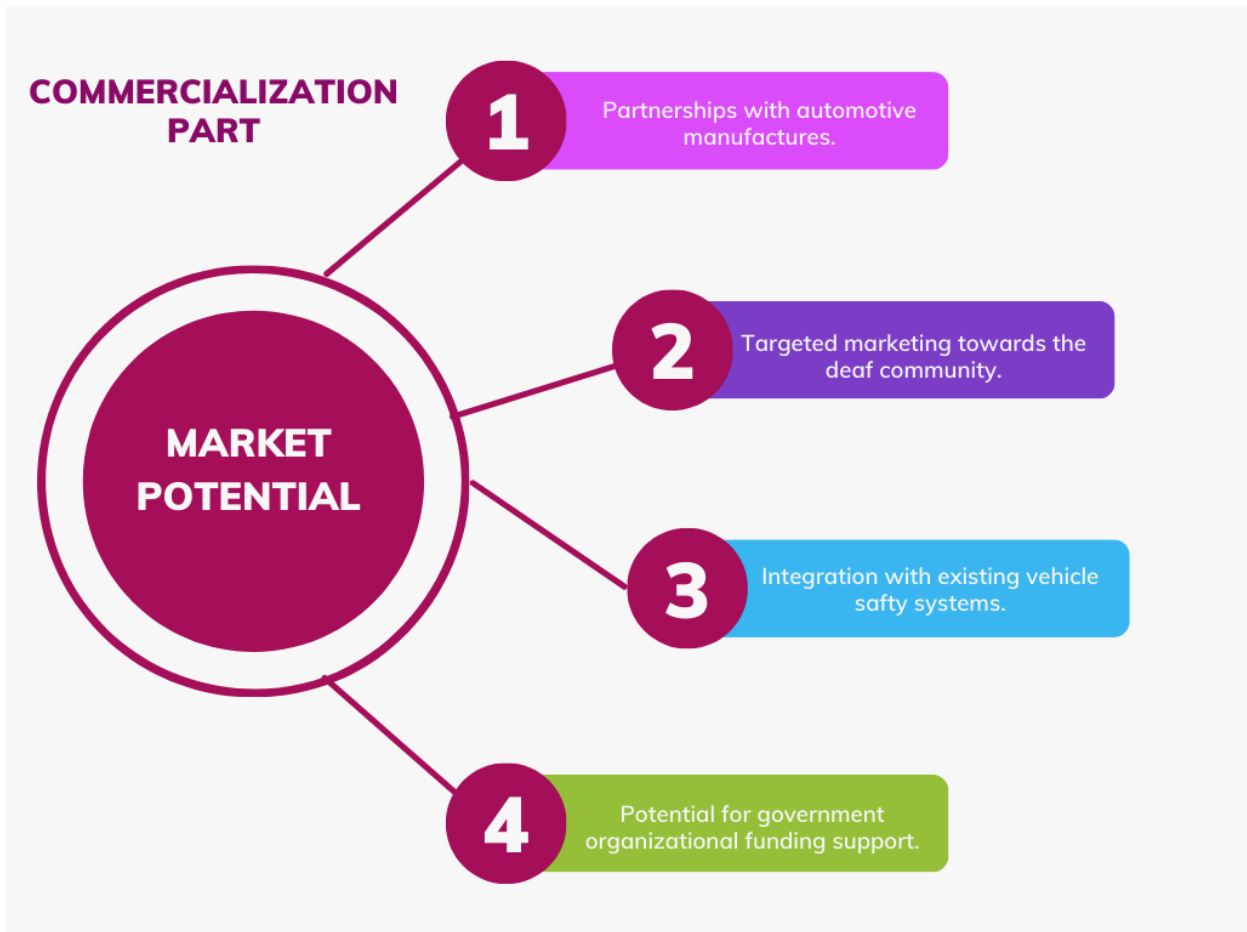 COMMERCIALIZATION
PART
1
Partnerships with automotive
manufactures.
2
Targeted marketing towards the
deaf community.
MARKET
POTENTIAL
3
Integration with existing vehicle
safty systems.
4
Potential for government
organizational funding support.